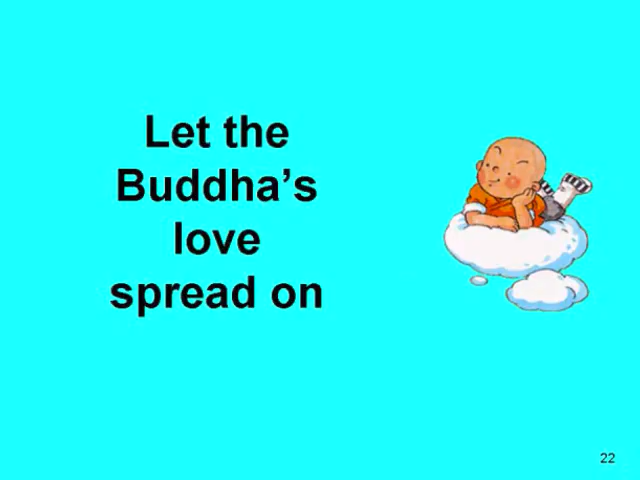 Let the
Buddha’s
love
spread on
22